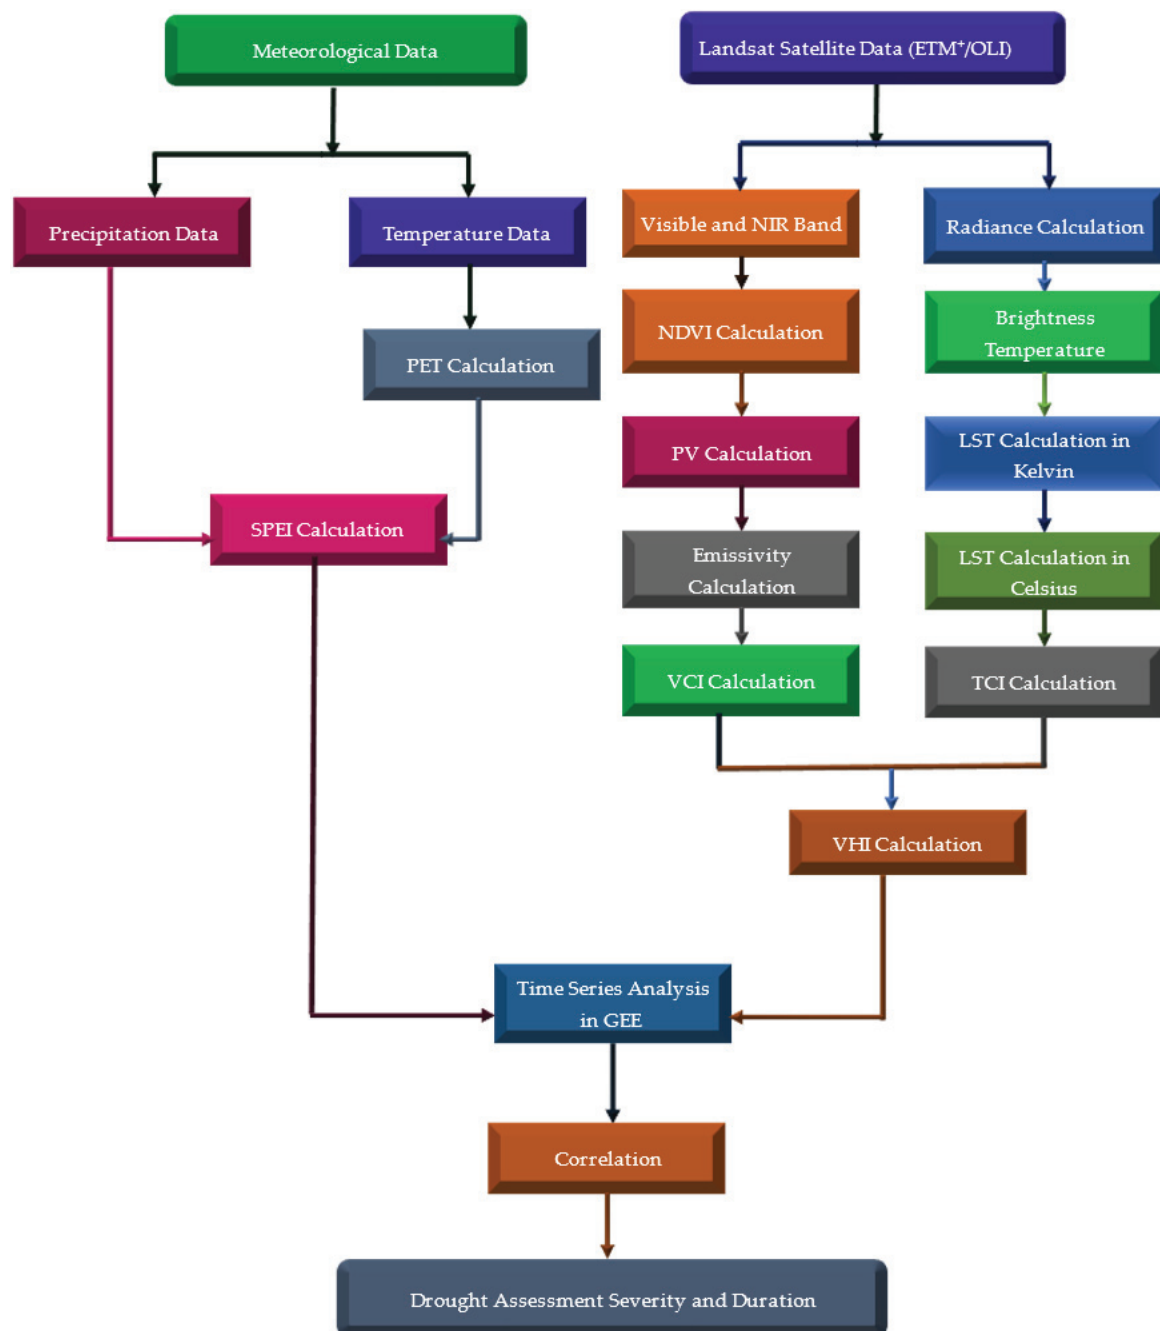 Meteorological Data
Landsat Satellite Data (ETM⁺/OLI)
Precipitation Data
Temperature Data
Visible and NIR Band
Radiance Calculation
NDVI Calculation
Brightness
Temperature
PET Calculation
PV Calculation
LST Calculation in
Kelvin
SPEI Calculation
Emissivity
Calculation
LST Calculation in
Celsius
VCI Calculation
TCI Calculation
VHI Calculation
Time Series Analysis
in GEE
Correlation
Drought Assessment Severity and Duration